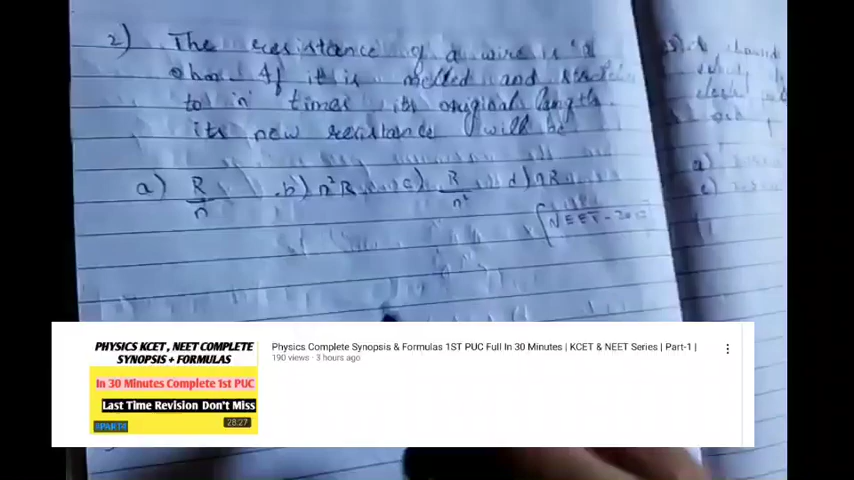 2) The resistance of a wire is 'R'
ohm If it is melted and stretched
to 'n' times its original length
its new resistance will be
a) R/n b) n²R c) R/n² d) nR
[NEET-2017
a)
c)
PHYSICS KCET , NEET COMPLETE
SYNOPSIS + FORMULAS
In 30 Minutes Complete 1st PUC
Last Time Revision Don't Miss
#PART1
28:27
Physics Complete Synopsis & Formulas 1ST PUC Full In 30 Minutes | KCET & NEET Series | Part-1 |
190 views · 3 hours ago